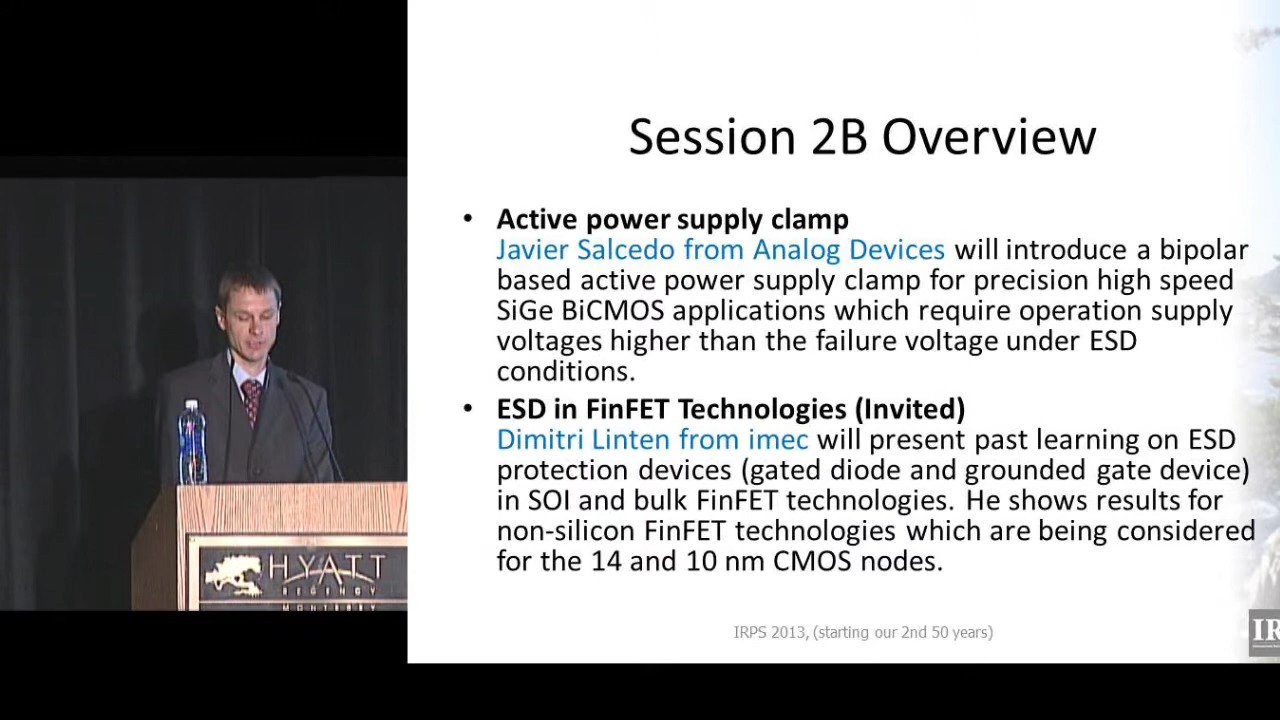 Session 2B Overview
• Active power supply clamp
Javier Salcedo from Analog Devices will introduce a bipolar
based active power supply clamp for precision high speed
SiGe BiCMOS applications which require operation supply
voltages higher than the failure voltage under ESD
conditions.
• ESD in FinFET Technologies (Invited)
Dimitri Linten from imec will present past learning on ESD
protection devices (gated diode and grounded gate device)
in SOI and bulk FinFET technologies. He shows results for
non-silicon FinFET technologies which are being considered
for the 14 and 10 nm CMOS nodes.
HYATT
REGENCY
MONTEREY
IRPS 2013, (starting our 2nd 50 years)
IR